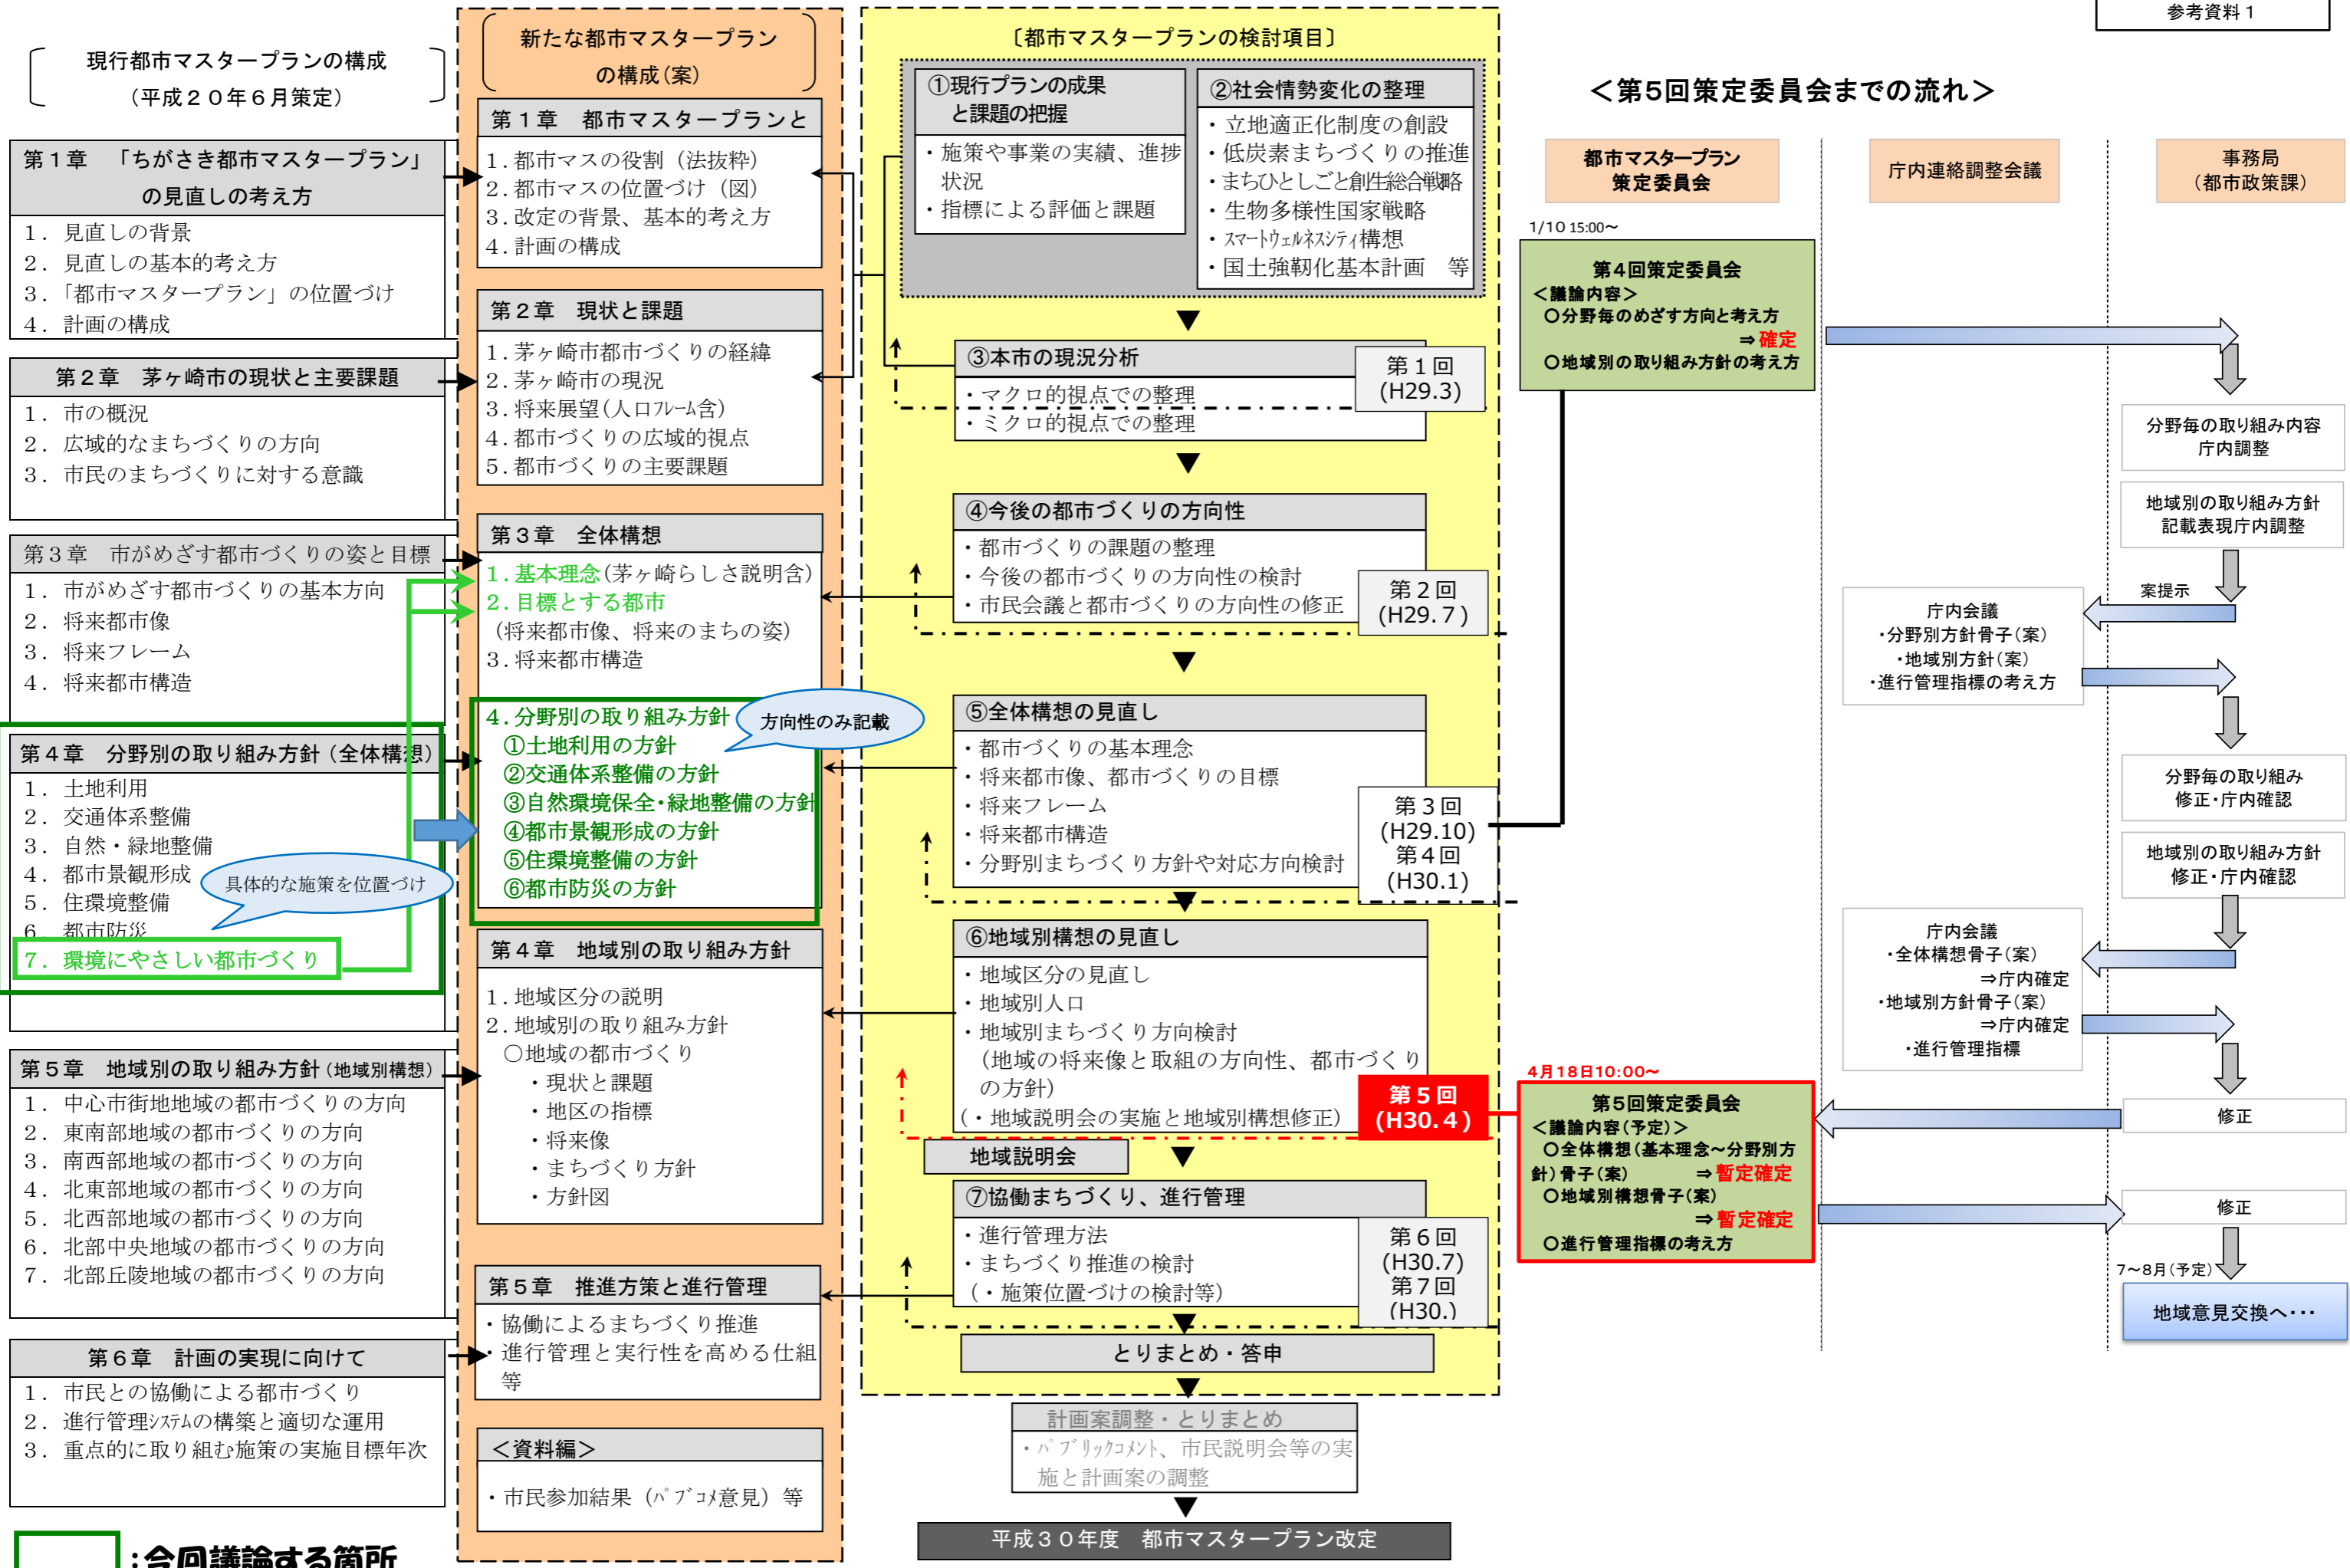 参考資料１
現行都市マスタープランの構成
（平成２０年６月策定）
第１章　「ちがさき都市マスタープラン」
の見直しの考え方
１．見直しの背景
２．見直しの基本的考え方
３．「都市マスタープラン」の位置づけ
４．計画の構成
第２章　茅ヶ崎市の現状と主要課題
１．市の概況
２．広域的なまちづくりの方向
３．市民のまちづくりに対する意識
第３章　市がめざす都市づくりの姿と目標
１．市がめざす都市づくりの基本方向
２．将来都市像
３．将来フレーム
４．将来都市構造
第４章　分野別の取り組み方針（全体構想）
１．土地利用
２．交通体系整備
３．自然・緑地整備
４．都市景観形成
５．住環境整備
６．都市防災
７．環境にやさしい都市づくり
具体的な施策を位置づけ
第５章　地域別の取り組み方針（地域別構想）
１．中心市街地地域の都市づくりの方向
２．東南部地域の都市づくりの方向
３．南西部地域の都市づくりの方向
４．北東部地域の都市づくりの方向
５．北西部地域の都市づくりの方向
６．北部中央地域の都市づくりの方向
７．北部丘陵地域の都市づくりの方向
第６章　計画の実現に向けて
１．市民との協働による都市づくり
２．進行管理ｼｽﾃﾑの構築と適切な運用
３．重点的に取り組む施策の実施目標年次
：今回議論する箇所
新たな都市マスタープラン
の構成（案）
第１章　都市マスタープランと
１．都市マスの役割（法抜粋）
２．都市マスの位置づけ（図）
３．改定の背景、基本的考え方
４．計画の構成
第２章　現状と課題
１．茅ヶ崎市都市づくりの経緯
２．茅ヶ崎市の現況
３．将来展望（人口ﾌﾚｰﾑ含）
４．都市づくりの広域的視点
５．都市づくりの主要課題
第３章　全体構想
１．基本理念（茅ヶ崎らしさ説明含）
２．目標とする都市
（将来都市像、将来のまちの姿）
３．将来都市構造
４．分野別の取り組み方針
①土地利用の方針
②交通体系整備の方針
③自然環境保全・緑地整備の方針
④都市景観形成の方針
⑤住環境整備の方針
⑥都市防災の方針
方向性のみ記載
第４章　地域別の取り組み方針
１．地域区分の説明
２．地域別の取り組み方針
○地域の都市づくり
・現状と課題
・地区の指標
・将来像
・まちづくり方針
・方針図
第５章　推進方策と進行管理
・協働によるまちづくり推進
・進行管理と実行性を高める仕組
等
＜資料編＞
・市民参加結果（ﾊﾟﾌﾞｺﾒ意見）等
〔都市マスタープランの検討項目〕
①現行プランの成果
と課題の把握
・施策や事業の実績、進捗
状況
・指標による評価と課題
②社会情勢変化の整理
・立地適正化制度の創設
・低炭素まちづくりの推進
・まちひとしごと創生総合戦略
・生物多様性国家戦略
・ｽﾏｰﾄｳｪﾙﾈｽｼﾃｨ構想
・国土強靭化基本計画　等
③本市の現況分析
・マクロ的視点での整理
・ミクロ的視点での整理
第１回
(H29.3)
④今後の都市づくりの方向性
・都市づくりの課題の整理
・今後の都市づくりの方向性の検討
・市民会議と都市づくりの方向性の修正
第２回
(H29.７)
⑤全体構想の見直し
・都市づくりの基本理念
・将来都市像、都市づくりの目標
・将来フレーム
・将来都市構造
・分野別まちづくり方針や対応方向検討
第３回
(H29.10)
第４回
(H30.1)
⑥地域別構想の見直し
・地域区分の見直し
・地域別人口
・地域別まちづくり方向検討
（地域の将来像と取組の方向性、都市づくり
の方針）
（・地域説明会の実施と地域別構想修正）
第５回
(H30.４)
地域説明会
⑦協働まちづくり、進行管理
・進行管理方法
・まちづくり推進の検討
（・施策位置づけの検討等）
第６回
(H30.7)
第７回
(H30.)
とりまとめ・答申
計画案調整・とりまとめ
・ﾊﾟﾌﾞﾘｯｸｺﾒﾝﾄ、市民説明会等の実
施と計画案の調整
平成３０年度　都市マスタープラン改定
＜第5回策定委員会までの流れ＞
都市マスタープラン
策定委員会
庁内連絡調整会議
事務局
（都市政策課）
1/10 15:00～
第４回策定委員会
＜議論内容＞
○分野毎のめざす方向と考え方
⇒確定
○地域別の取り組み方針の考え方
分野毎の取り組み内容
庁内調整
地域別の取り組み方針
記載表現庁内調整
案提示
庁内会議
・分野別方針骨子（案）
・地域別方針（案）
・進行管理指標の考え方
分野毎の取り組み
修正・庁内確認
地域別の取り組み方針
修正・庁内確認
庁内会議
・全体構想骨子（案）
⇒庁内確定
・地域別方針骨子（案）
⇒庁内確定
・進行管理指標
4月18日10:00～
第5回策定委員会
＜議論内容（予定）＞
○全体構想（基本理念～分野別方
針）骨子（案）　⇒暫定確定
○地域別構想骨子（案）
⇒暫定確定
○進行管理指標の考え方
修正
修正
7～8月（予定）
地域意見交換へ・・・